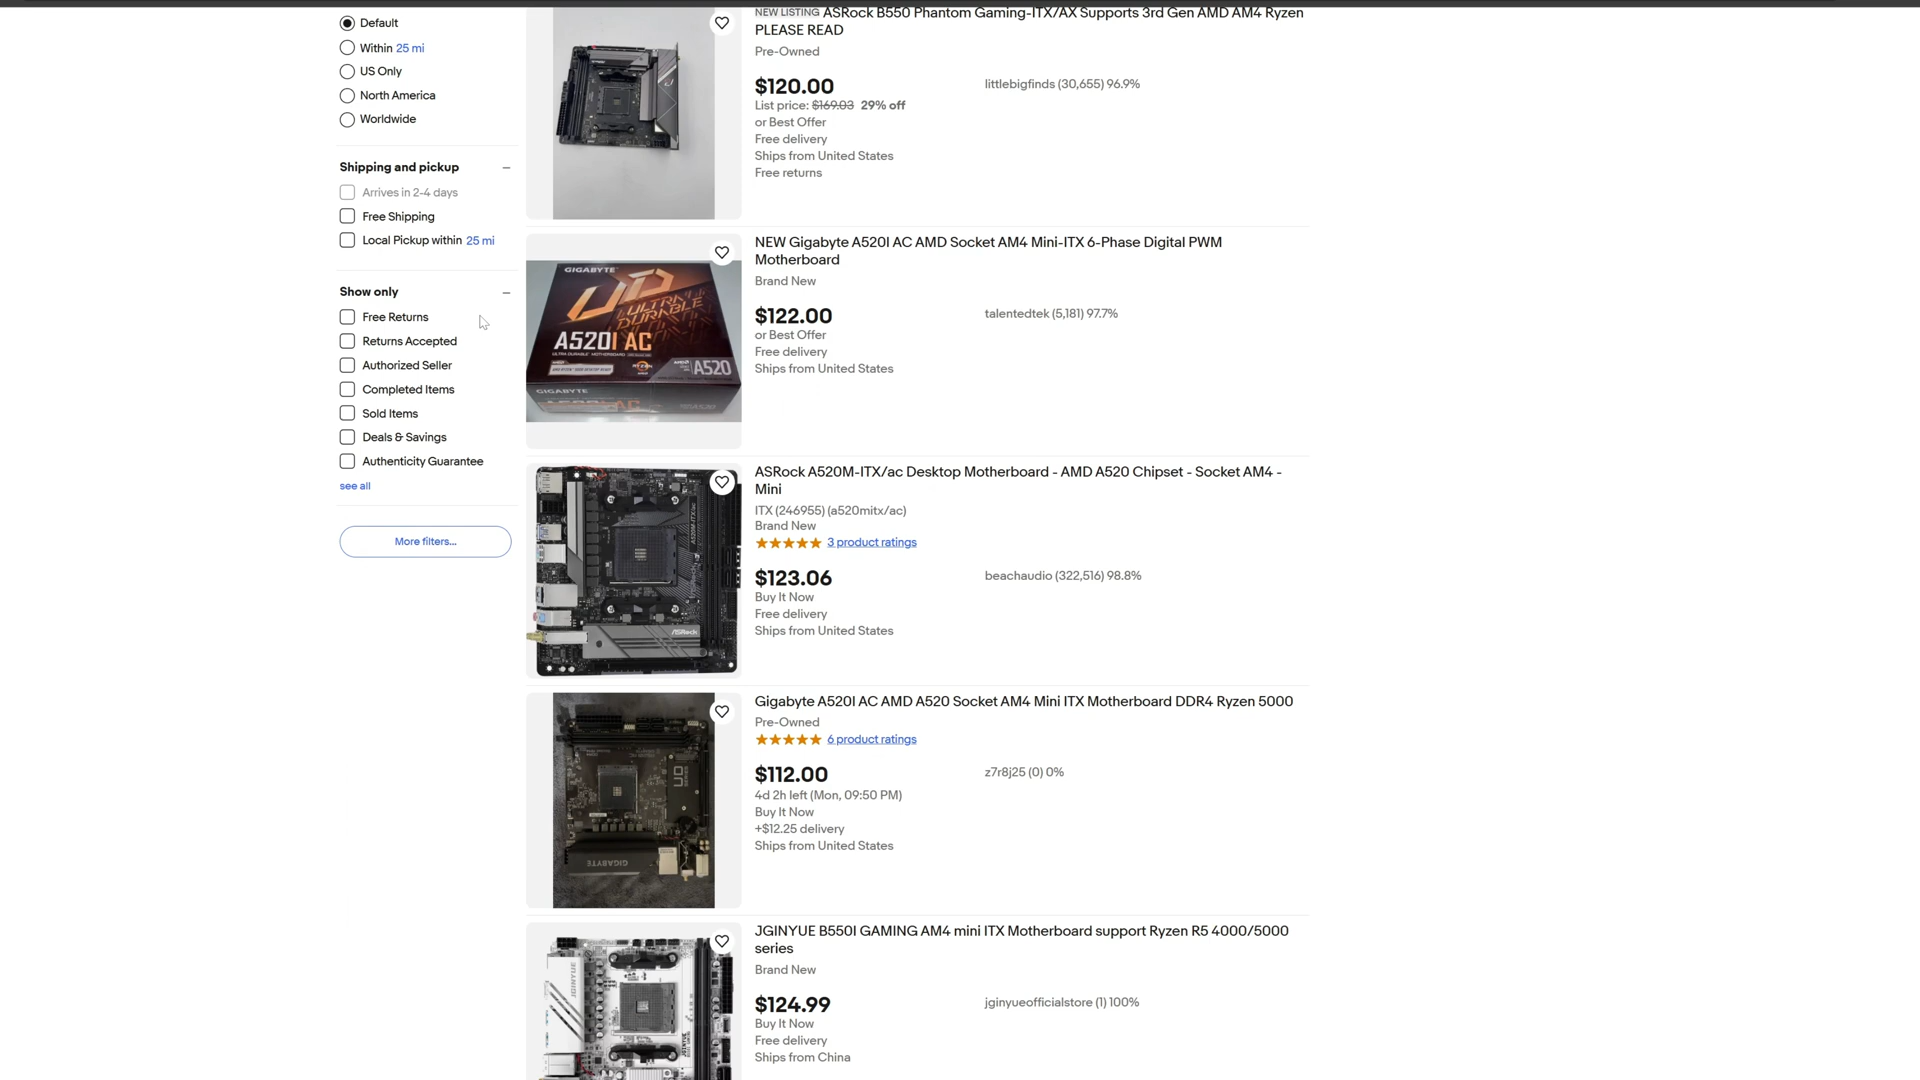 Default
Within 25 mi
US Only
North America
Worldwide
Shipping and pickup
Arrives in 2-4 days
Free Shipping
Local Pickup within 25 mi
Show only
Free Returns
Returns Accepted
Authorized Seller
Completed Items
Sold Items
Deals & Savings
Authenticity Guarantee
see all
More filters...
NEW LISTING ASRock B550 Phantom Gaming-ITX/AX Supports 3rd Gen AMD AM4 Ryzen
PLEASE READ
Pre-Owned
$120.00
littlebigfinds (30,655) 96.9%
List price: $169.03 29% off
or Best Offer
Free delivery
Ships from United States
Free returns
GIGABYTE
ULTRA DURABLE
A520I AC
A520
GIGABYTE
NEW Gigabyte A520I AC AMD Socket AM4 Mini-ITX 6-Phase Digital PWM
Motherboard
Brand New
$122.00
talentedtek (5,181) 97.7%
or Best Offer
Free delivery
Ships from United States
A520M-ITX/ac
ASRock
ASRock A520M-ITX/ac Desktop Motherboard - AMD A520 Chipset - Socket AM4 -
Mini
ITX (246955) (a520mitx/ac)
Brand New
3 product ratings
$123.06
beachaudio (322,516) 98.8%
Buy It Now
Free delivery
Ships from United States
UD
GIGABYTE
Gigabyte A520I AC AMD A520 Socket AM4 Mini ITX Motherboard DDR4 Ryzen 5000
Pre-Owned
6 product ratings
$112.00
z7r8j25 (0) 0%
4d 2h left (Mon, 09:50 PM)
Buy It Now
+$12.25 delivery
Ships from United States
JGINYUE
JGINYUE B550I GAMING AM4 mini ITX Motherboard support Ryzen R5 4000/5000
series
Brand New
$124.99
jginyueofficialstore (1) 100%
Buy It Now
Free delivery
Ships from China